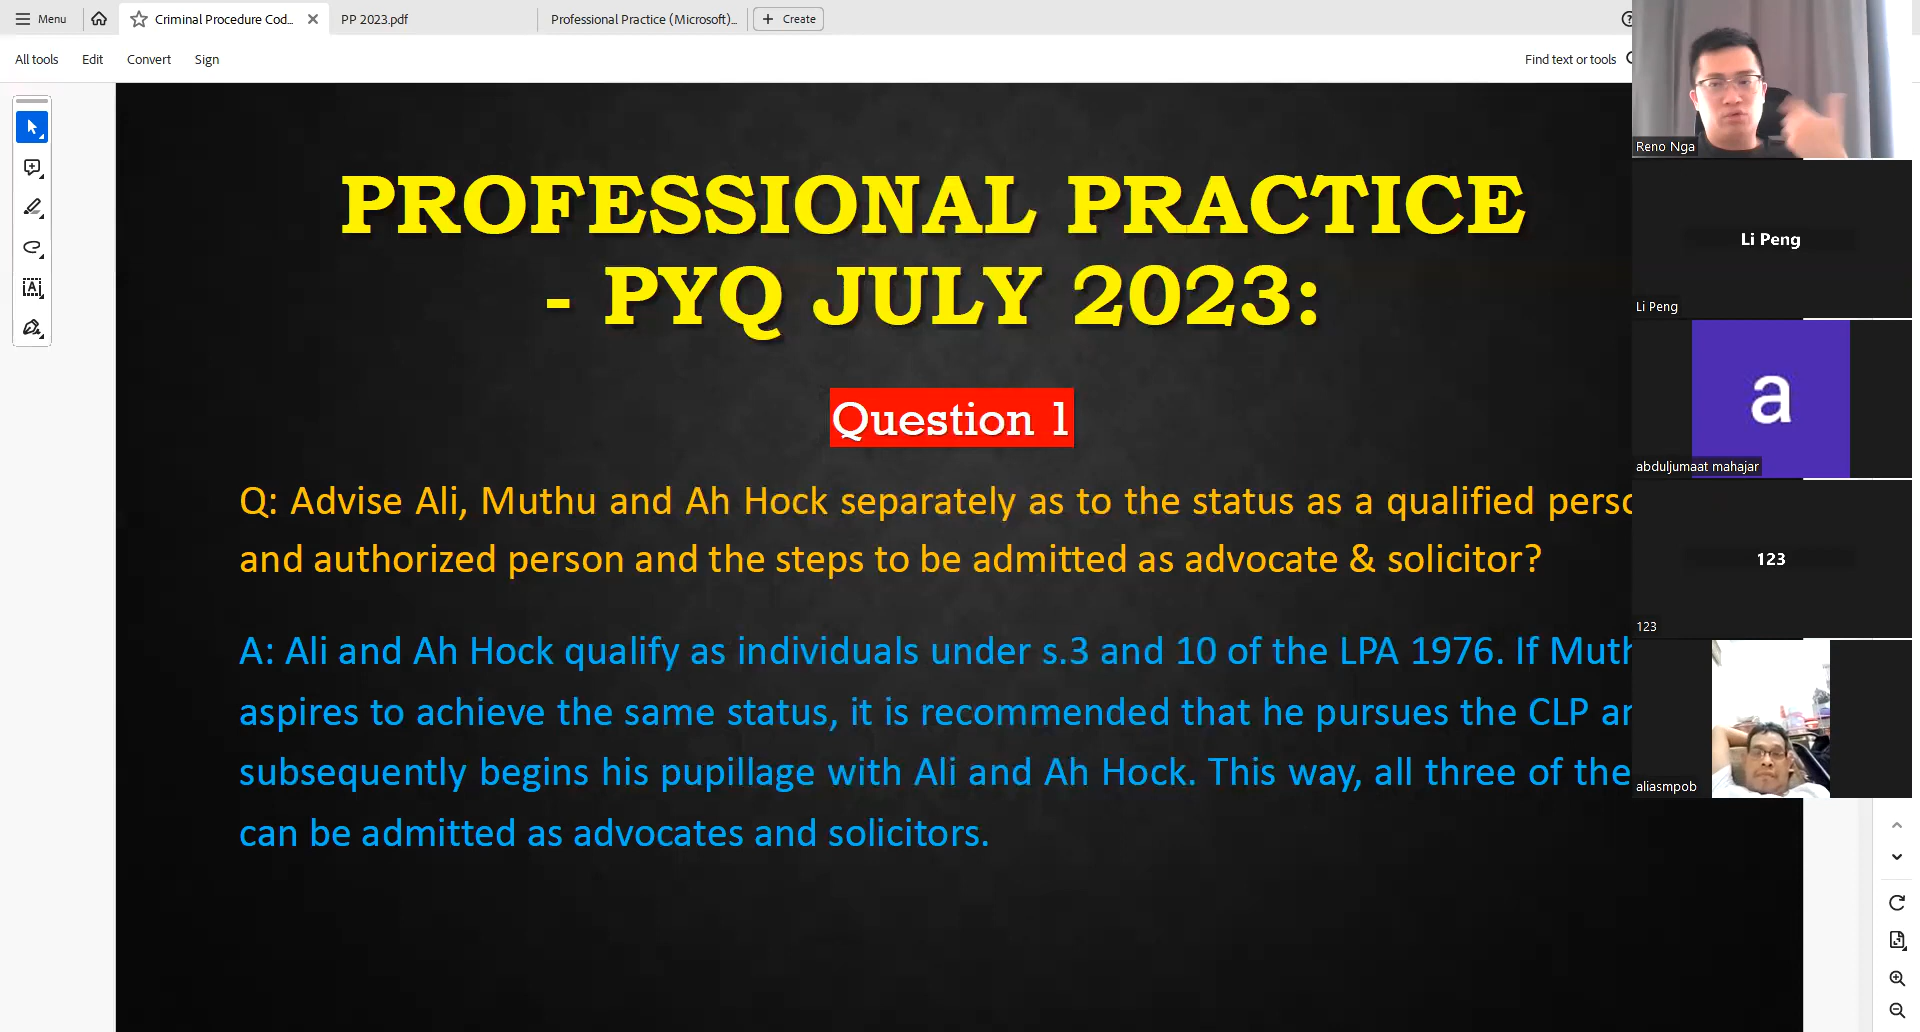 Menu
Criminal Procedure Cod...
PP 2023.pdf
Professional Practice (Microsoft)...
+ Create
All tools
Edit
Convert
Sign
Find text or tools
PROFESSIONAL PRACTICE
- PYQ JULY 2023:
Question 1
Q: Advise Ali, Muthu and Ah Hock separately as to the status as a qualified perso
and authorized person and the steps to be admitted as advocate & solicitor?
A: Ali and Ah Hock qualify as individuals under s.3 and 10 of the LPA 1976. If Muth
aspires to achieve the same status, it is recommended that he pursues the CLP an
subsequently begins his pupillage with Ali and Ah Hock. This way, all three of the
can be admitted as advocates and solicitors.
Reno Nga
Li Peng
Li Peng
a
abduljumaat mahajar
123
123
aliasmpob